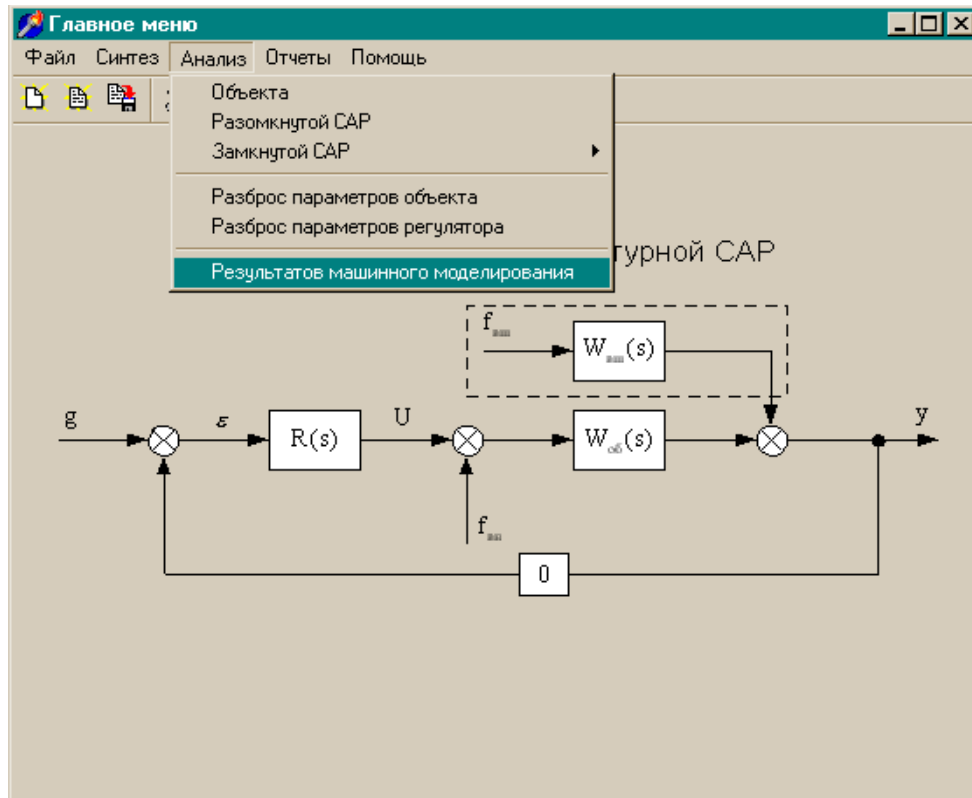 Главное меню
Файл Синтез Анализ Отчеты Помощь
Объекта
Разомкнутой САР
Замкнутой САР
Разброс параметров объекта
Разброс параметров регулятора
турной САР
Результатов машинного моделирования
f
W (s)
g ε R(s) U W об (s) y
f
0